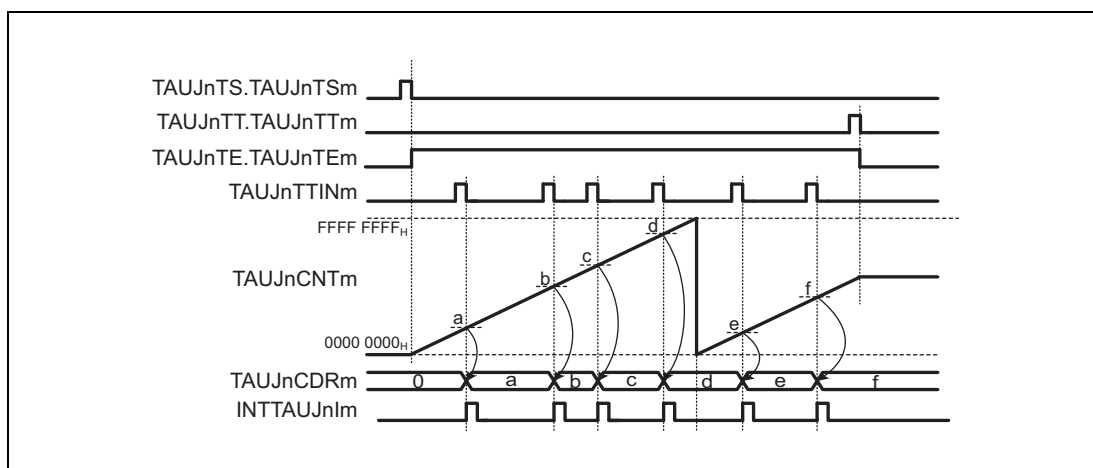 TAUJnTS.TAUJnTSm
TAUJnTT.TAUJnTTm
TAUJnTE.TAUJnTEm
TAUJnTTINm
FFFF FFFFH
d
c
TAUJnCNTm
b
f
a
e
0000 0000H
TAUJnCDRm 0 a b c d e f
INTTAUJnIm